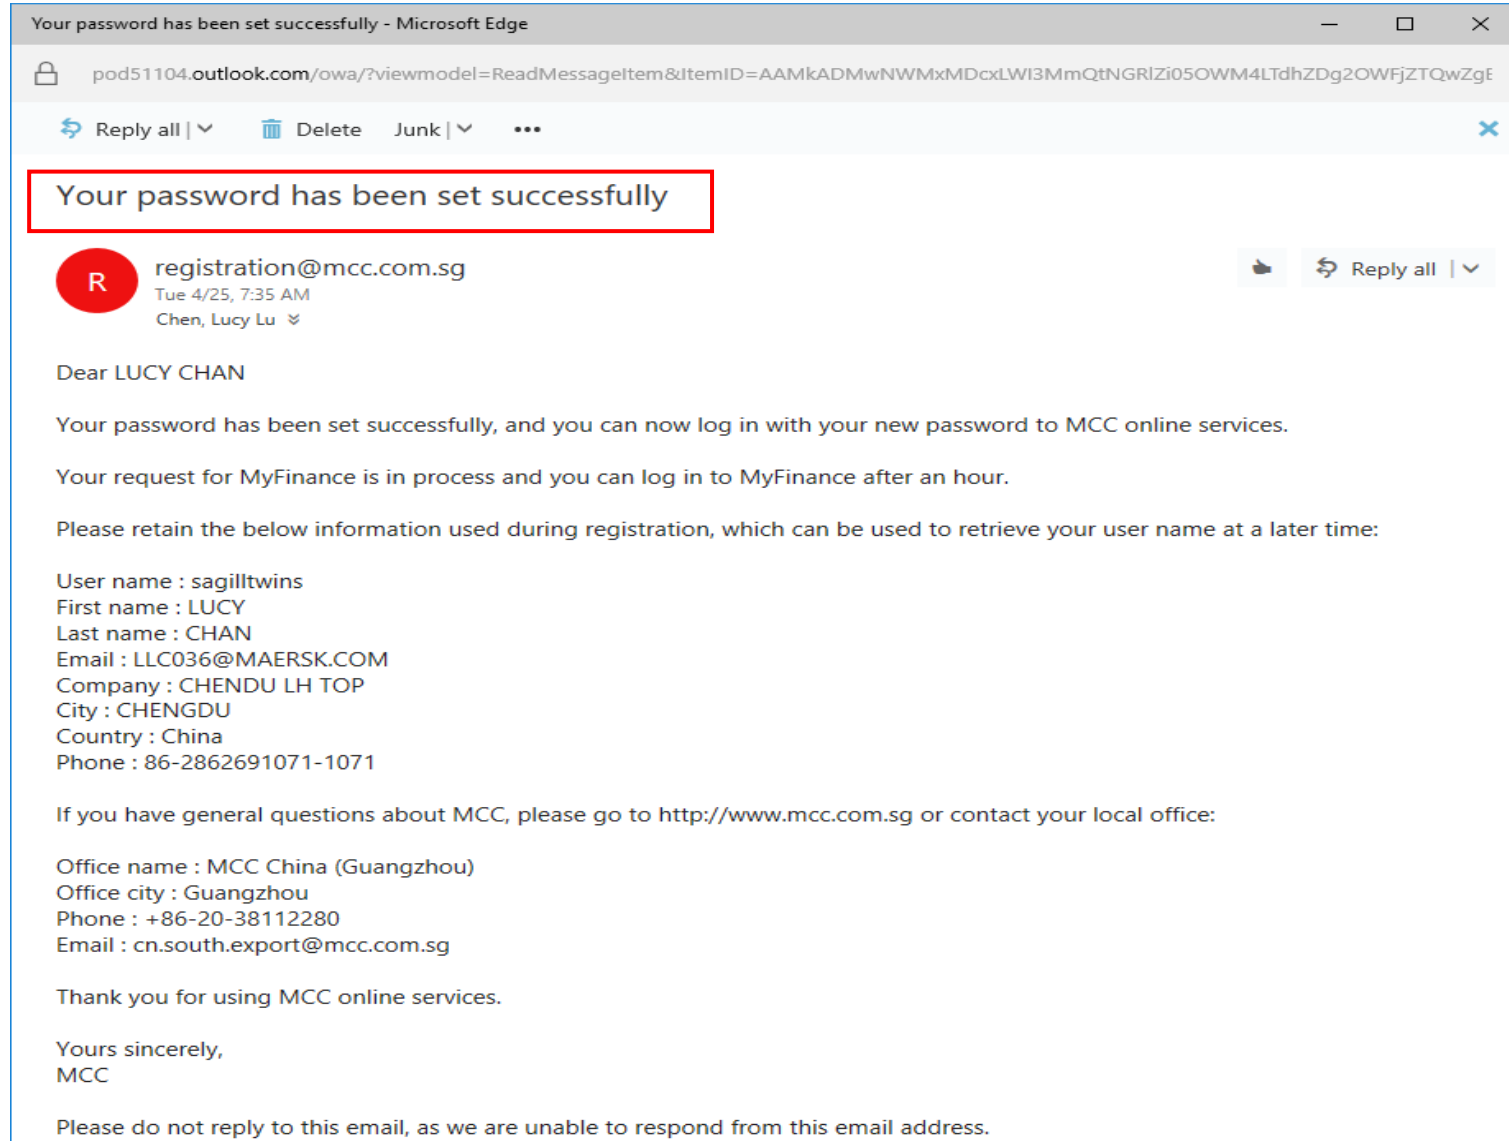 Your password has been set successfully - Microsoft Edge
pod51104.outlook.com/owa/?viewmodel=ReadMessageItem&ItemID=AAMkADMwNWMxMDcxLWI3MmQtNGRlZi05OWM4LTdhZDg2OWFjZTQwZgE
Reply all | Delete Junk | •••
Your password has been set successfully
R
registration@mcc.com.sg
Reply all |
Tue 4/25, 7:35 AM
Chen, Lucy Lu
Dear LUCY CHAN
Your password has been set successfully, and you can now log in with your new password to MCC online services.
Your request for MyFinance is in process and you can log in to MyFinance after an hour.
Please retain the below information used during registration, which can be used to retrieve your user name at a later time:
User name : sagilltwins
First name : LUCY
Last name : CHAN
Email : LLC036@MAERSK.COM
Company : CHENDU LH TOP
City : CHENGDU
Country : China
Phone : 86-2862691071-1071
If you have general questions about MCC, please go to http://www.mcc.com.sg or contact your local office:
Office name : MCC China (Guangzhou)
Office city : Guangzhou
Phone : +86-20-38112280
Email : cn.south.export@mcc.com.sg
Thank you for using MCC online services.
Yours sincerely,
MCC
Please do not reply to this email, as we are unable to respond from this email address.